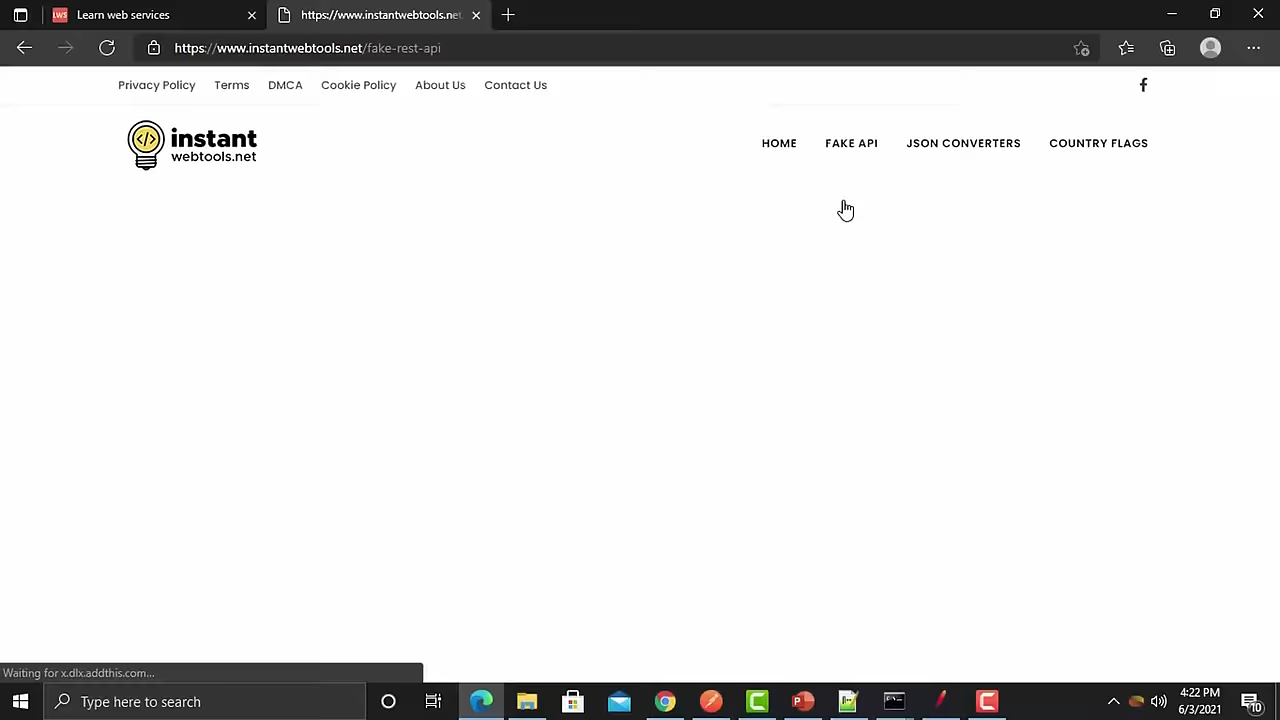 LWS Learn web services
https://www.instantwebtools.net
https://www.instantwebtools.net/fake-rest-api
Privacy Policy Terms DMCA Cookie Policy About Us Contact Us
instant
webtools.net
HOME FAKE API JSON CONVERTERS COUNTRY FLAGS
Waiting for x.dlx.addthis.com...
Type here to search
4:22 PM
6/3/2021
10